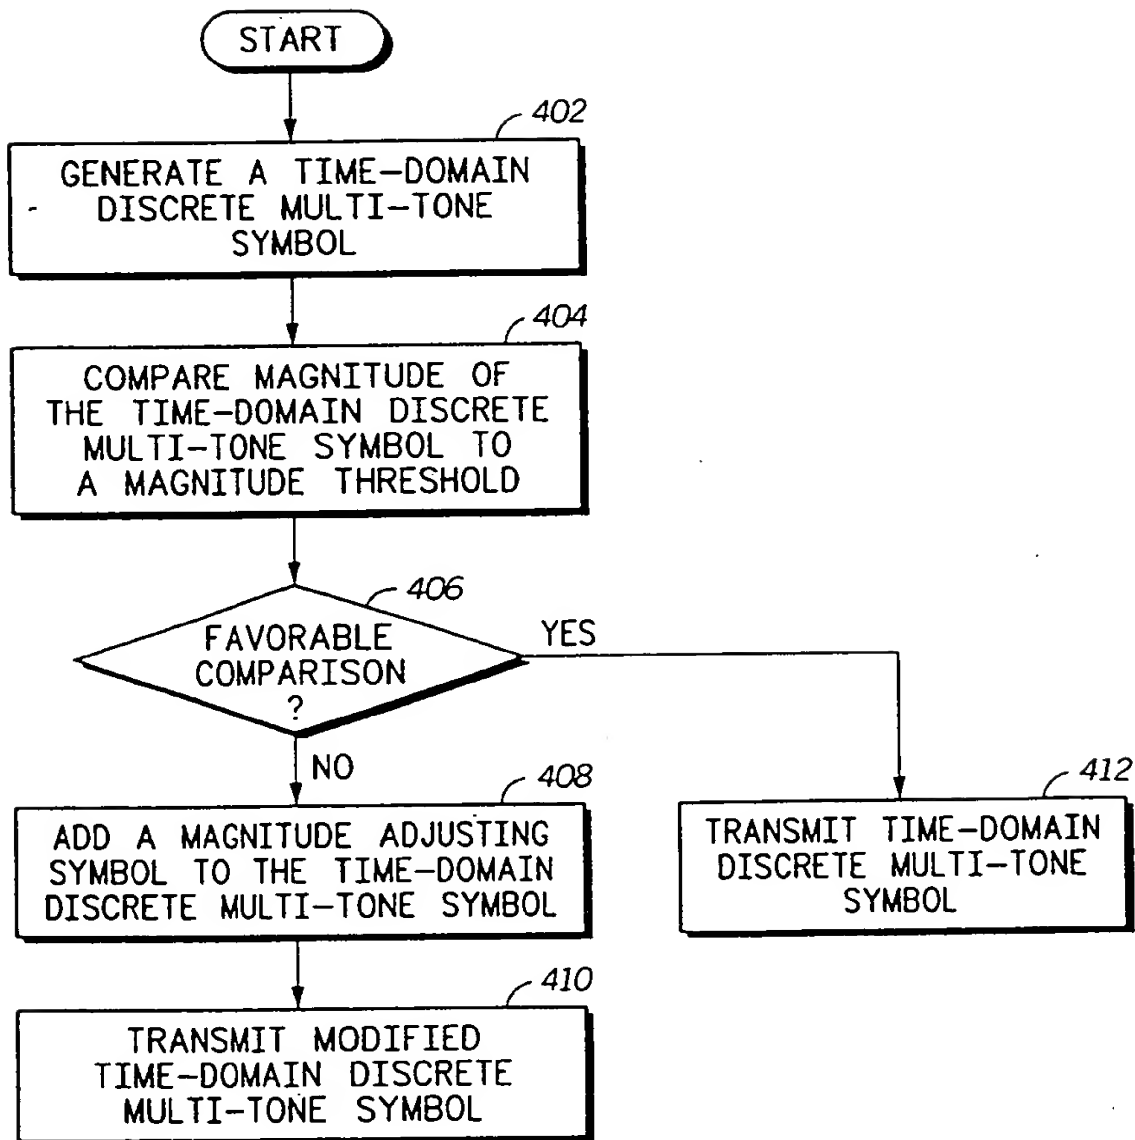 START
402
GENERATE A TIME-DOMAIN
DISCRETE MULTI-TONE
SYMBOL
404
COMPARE MAGNITUDE OF
THE TIME-DOMAIN DISCRETE
MULTI-TONE SYMBOL TO
A MAGNITUDE THRESHOLD
406
FAVORABLE
COMPARISON
?
YES
NO
408
ADD A MAGNITUDE ADJUSTING
SYMBOL TO THE TIME-DOMAIN
DISCRETE MULTI-TONE SYMBOL
412
TRANSMIT TIME-DOMAIN
DISCRETE MULTI-TONE
SYMBOL
410
TRANSMIT MODIFIED
TIME-DOMAIN DISCRETE
MULTI-TONE SYMBOL